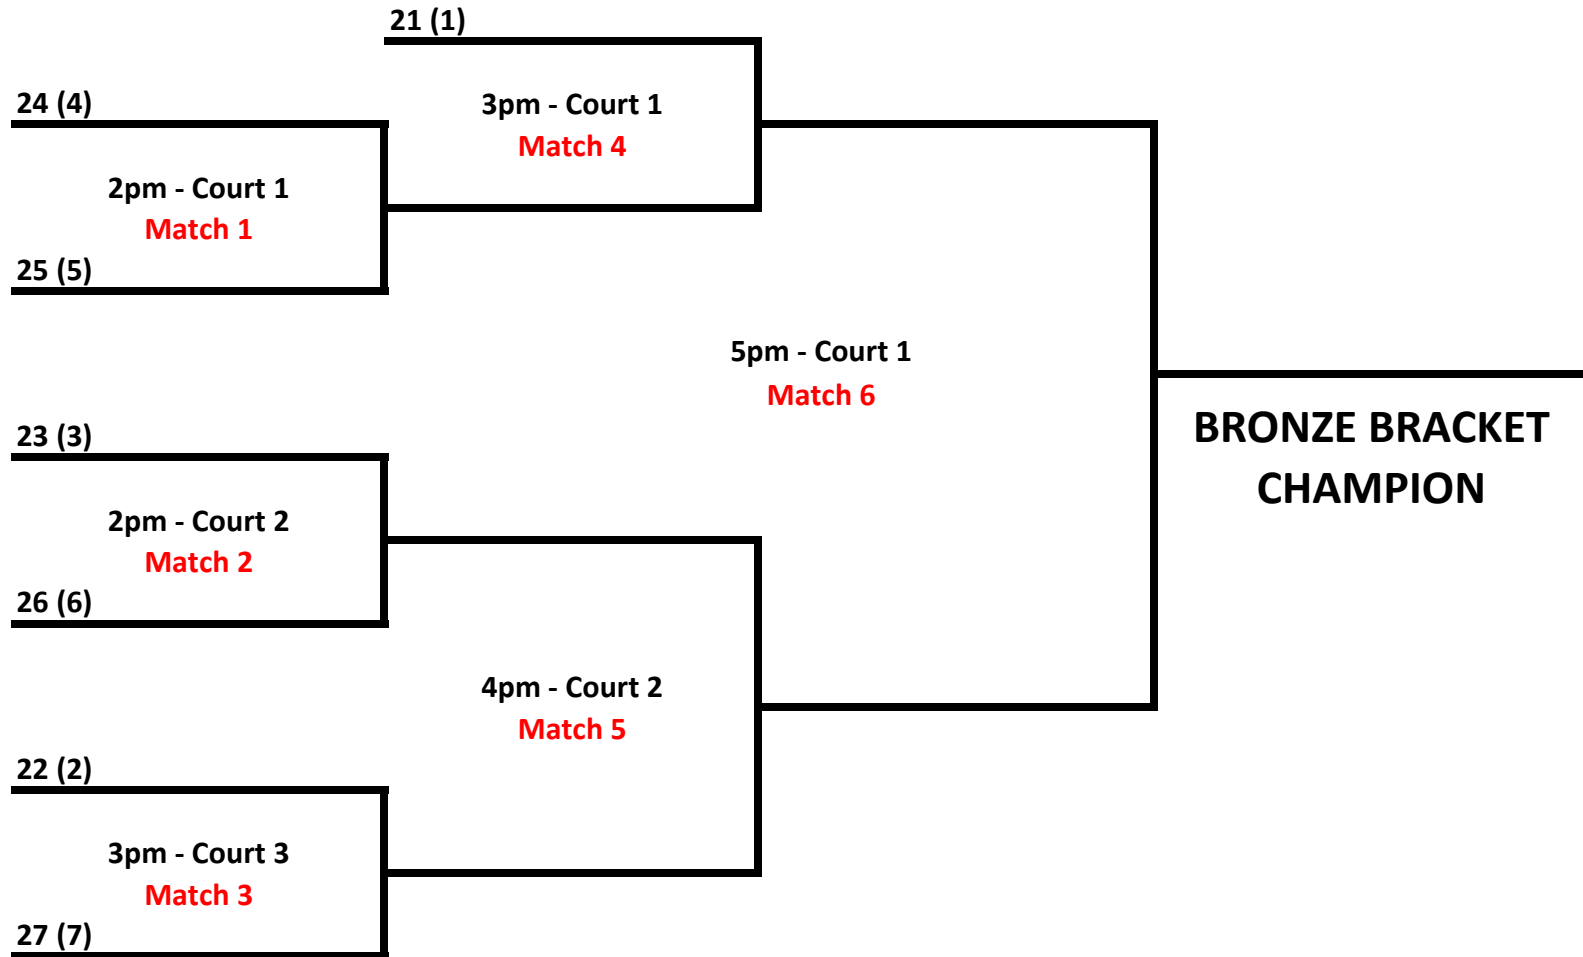 21 (1)
24 (4)
3pm - Court 1
Match 4
2pm - Court 1
Match 1
25 (5)
5pm - Court 1
Match 6
23 (3)
BRONZE BRACKET
CHAMPION
2pm - Court 2
Match 2
26 (6)
4pm - Court 2
Match 5
22 (2)
3pm - Court 3
Match 3
27 (7)